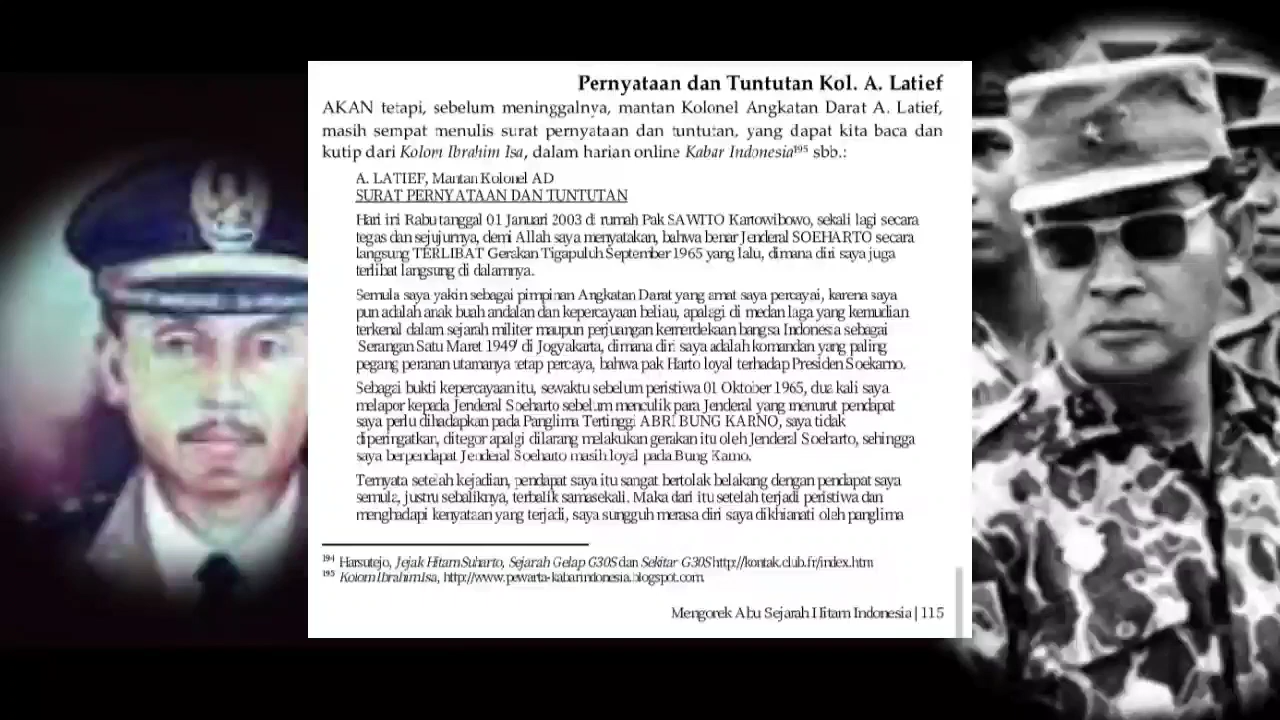 Pernyataan dan Tuntutan Kol. A. Latief
AKAN tetapi, sebelum meninggalnya, mantan Kolonel Angkatan Darat A. Latief,
masih sempat menulis surat pernyataan dan tuntutan, yang dapat kita baca dan
kutip dari Kolom Ibrahim Isa, dalam harian online Kabar Indonesia¹⁹⁵ sbb.:
A. LATIEF, Mantan Kolonel AD
SURAT PERNYATAAN DAN TUNTUTAN
Hari ini Rabu tanggal 01 Januari 2003 di rumah Pak SAWITO Kartowibowo, sekali lagi secara
tegas dan sejujurnya, demi Allah saya menyatakan, bahwa benar Jenderal SOEHARTO secara
langsung TERLIBAT Gerakan Tigapuluh September 1965 yang lalu, dimana diri saya juga
terlibat langsung di dalamnya.
Semula saya yakin sebagai pimpinan Angkatan Darat yang amat saya percayai, karena saya
pun adalah anak buah andalan dan kepercayaan beliau, apalagi di medan laga yang kemudian
terkenal dalam sejarah militer maupun perjuangan kemerdekaan bangsa Indonesia sebagai
'Serangan Satu Maret 1949' di Jogyakarta, dimana diri saya adalah komandan yang paling
pegang peranan utamanya tetap percaya, bahwa pak Harto loyal terhadap Presiden Soekarno.
Sebagai bukti kepercayaan itu, sewaktu sebelum peristiwa 01 Oktober 1965, dua kali saya
melapor kepada Jenderal Soeharto sebelum menculik para Jenderal yang menurut pendapat
saya perlu dihadapkan pada Panglima Tertinggi ABRI BUNG KARNO, saya tidak
diperingatkan, ditegor apalgi dilarang melakukan gerakan itu oleh Jenderal Soeharto, sehingga
saya berpendapat Jenderal Soeharto masih loyal pada Bung Karno.
Ternyata setelah kejadian, pendapat saya itu sangat bertolak belakang dengan pendapat saya
semula, justru sebaliknya, terbalik samasekali. Maka dari itu setelah terjadi peristiwa dan
menghadapi kenyataan yang terjadi, saya sungguh merasa diri saya dikhianati oleh panglima
¹⁹⁴ Harsutejo, Jejak Hitam Suharto, Sejarah Gelap G30S dan Sekitar G30S http://kontak.club.fr/index.htm
¹⁹⁵ Kolom Ibrahim Isa, http://www.pewarta-kabarindonesia.blogspot.com
Mengorek Abu Sejarah Hitam Indonesia | 115